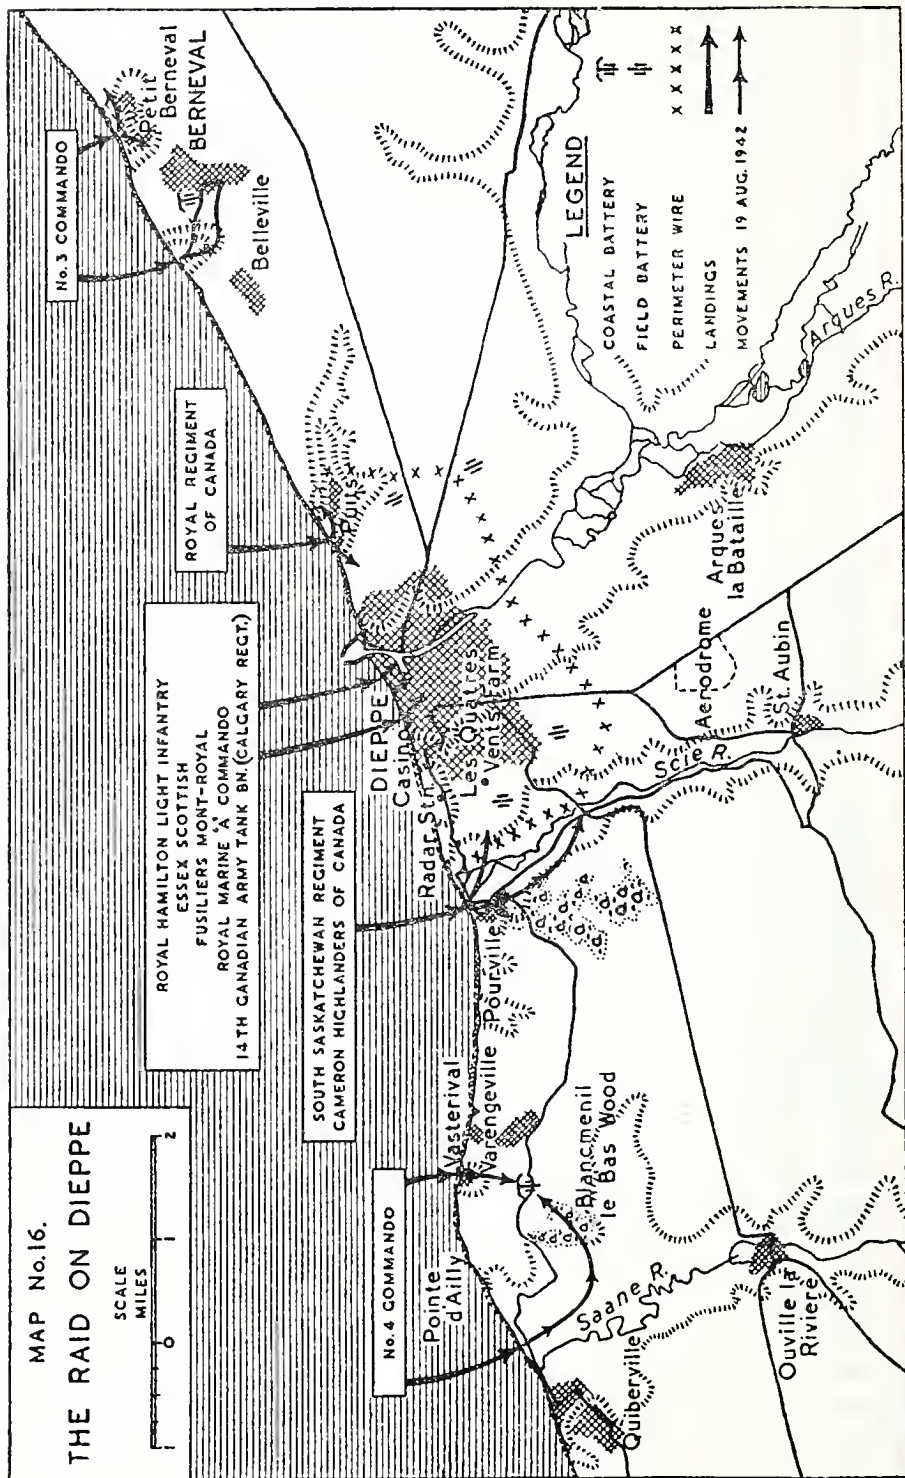 MAP No.16.
THE RAID ON DIEPPE
SCALE
MILES
1
0
1
2
No.4 COMMANDO
SOUTH SASKATCHEWAN REGIMENT
CAMERON HIGHLANDERS OF CANADA
ROYAL HAMILTON LIGHT INFANTRY
ESSEX SCOTTISH
FUSILIERS MONT-ROYAL
ROYAL MARINE "A" COMMANDO
14TH CANADIAN ARMY TANK BN.(CALGARY REGT.)
ROYAL REGIMENT
OF CANADA
No.3 COMMANDO
Petit
Berneval
BERNEVAL
Belleville
Puits
DIEPPE
Casino
Radar Stn.
Les Quatres
Vents Farm
Pourville
Vasterival
Varengeville
Pointe
d'Ailly
Blancmenil
le Bas Wood
Quiberville
Saane R.
Ouville la
Riviere
Scie R.
Aerodrome
St. Aubin
Arques
la Bataille
Arques R.
LEGEND
COASTAL BATTERY
FIELD BATTERY
PERIMETER WIRE x x x x x
LANDINGS
MOVEMENTS 19 AUG. 1942